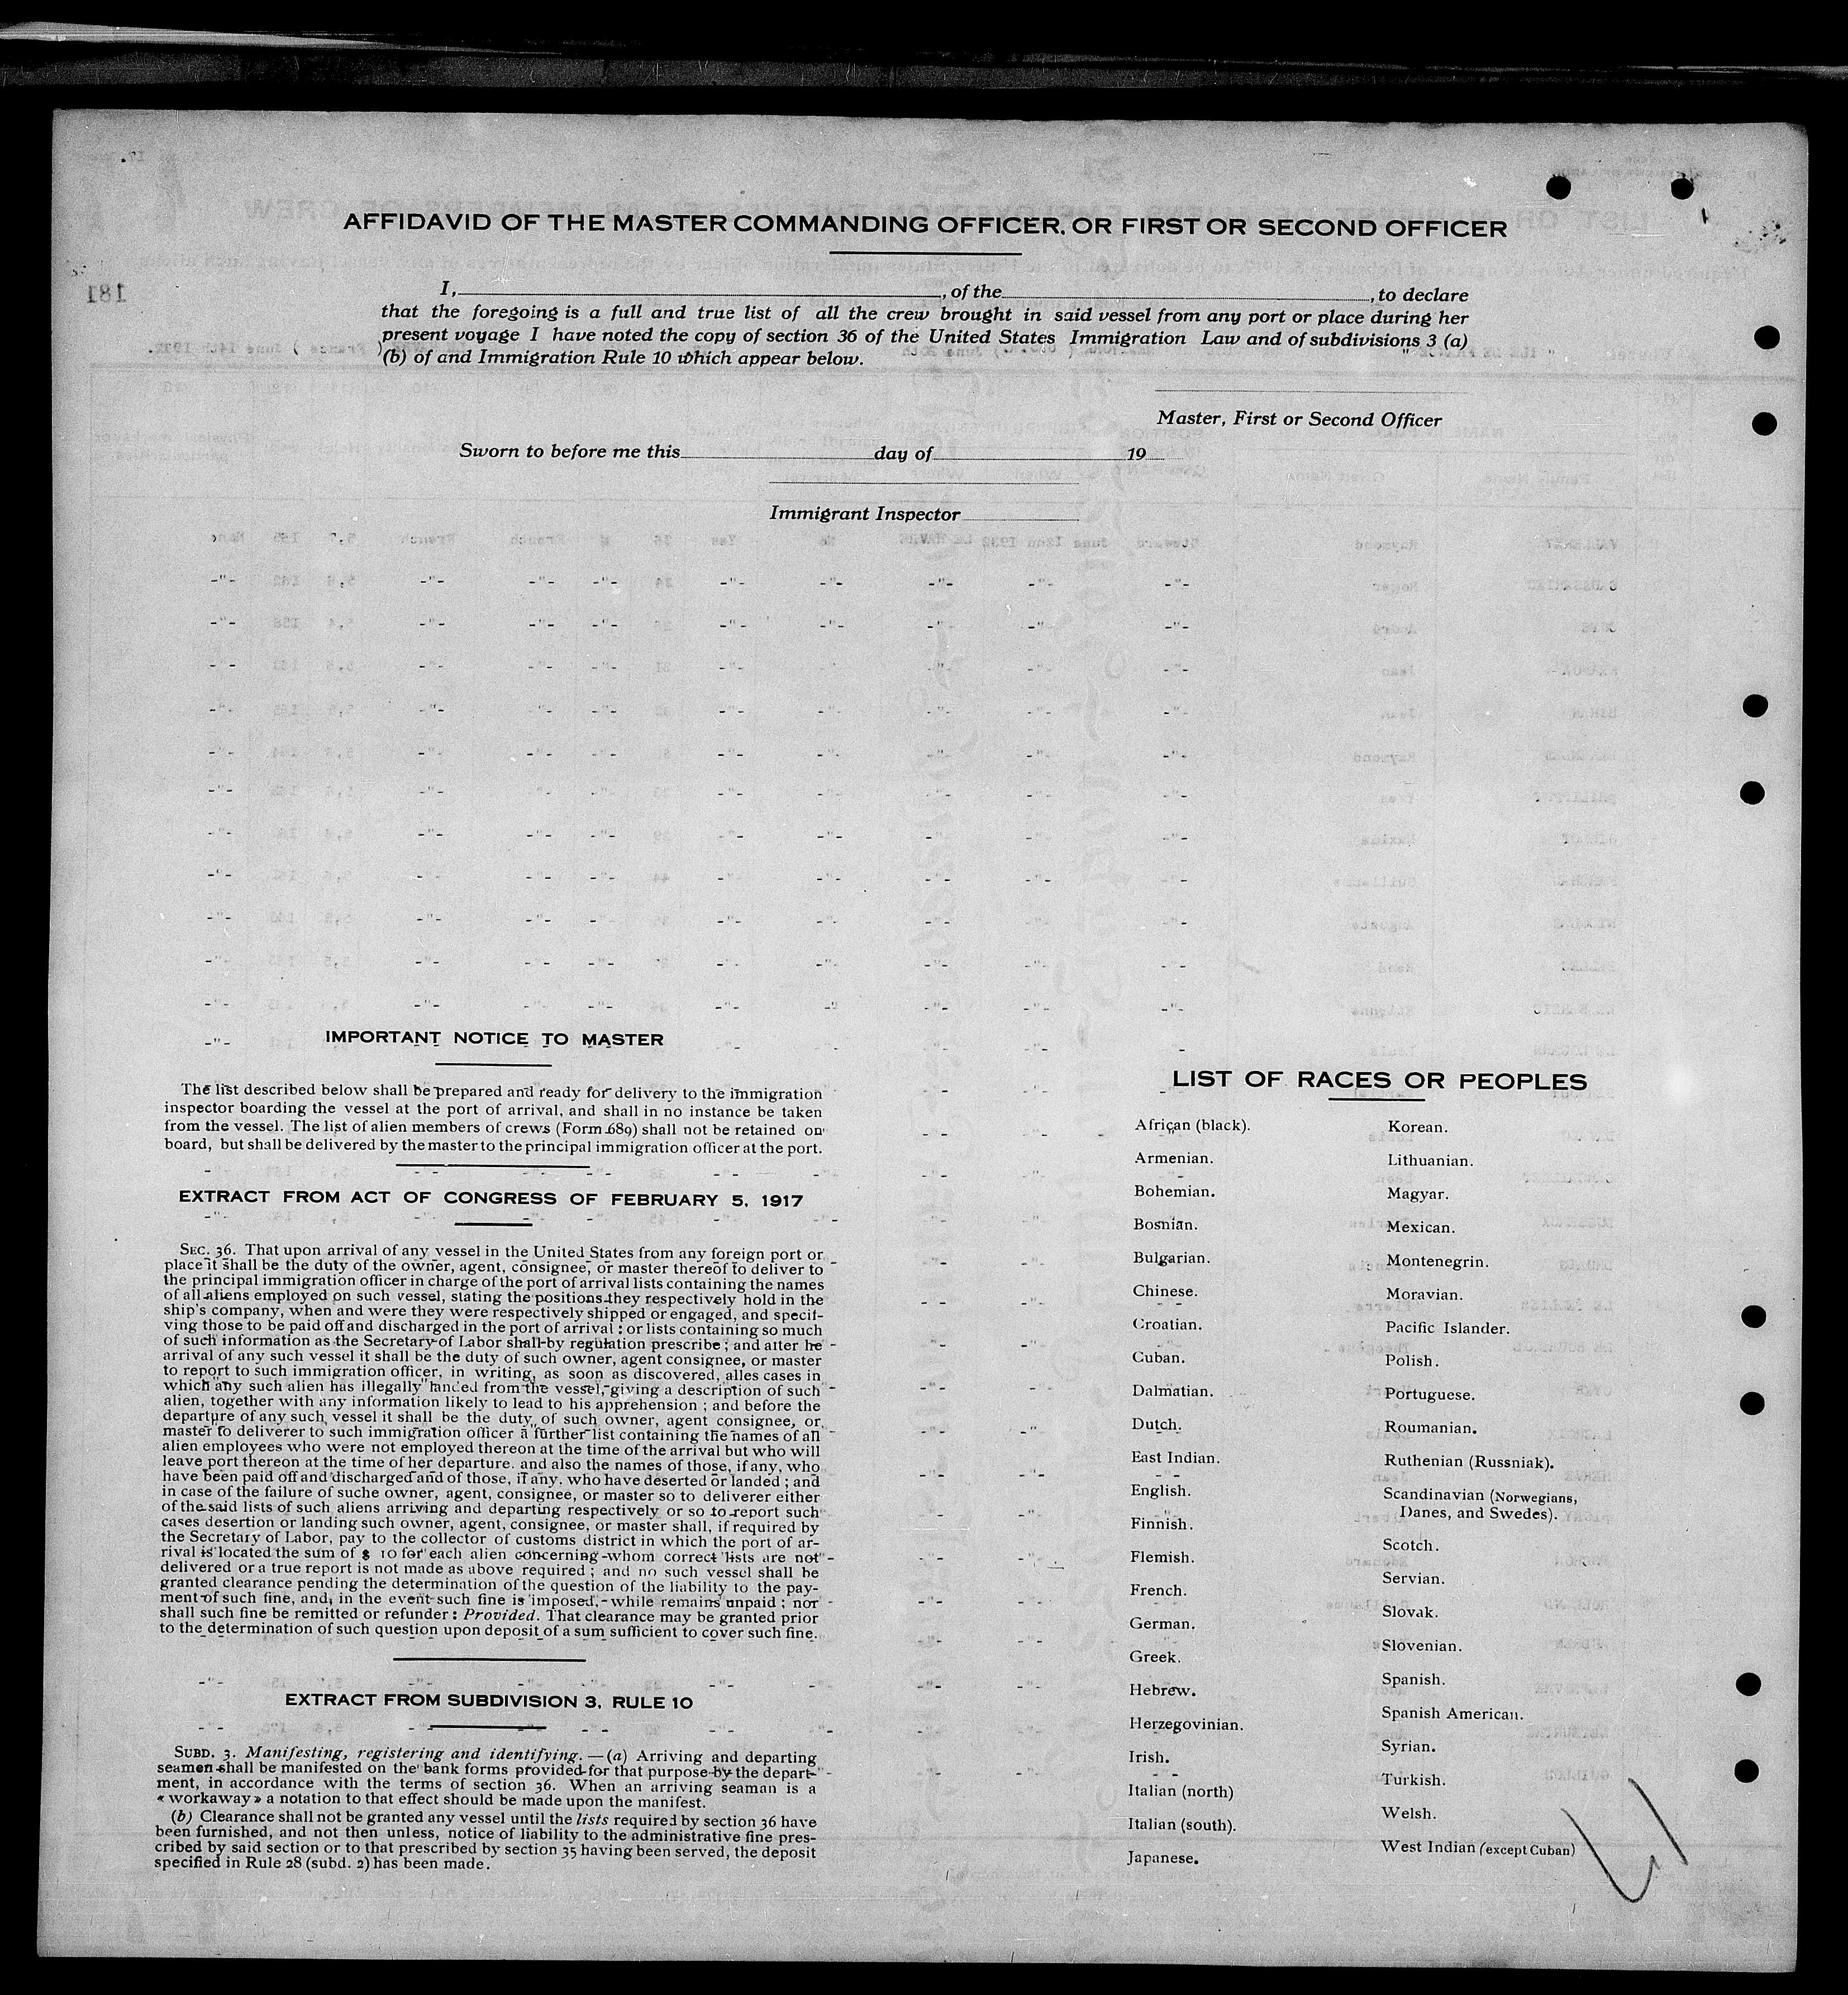 AFFIDAVID OF THE MASTER COMMANDING OFFICER, OR FIRST OR SECOND OFFICER
I, , of the , to declare
that the foregoing is a full and true list of all the crew brought in said vessel from any port or place during her
present voyage I have noted the copy of section 36 of the United States Immigration Law and of subdivisions 3 (a)
(b) of and Immigration Rule 10 which appear below.
Master, First or Second Officer
Sworn to before me this day of 19
Immigrant Inspector
IMPORTANT NOTICE TO MASTER
The list described below shall be prepared and ready for delivery to the immigration
inspector boarding the vessel at the port of arrival, and shall in no instance be taken
from the vessel. The list of alien members of crews (Form 689) shall not be retained on
board, but shall be delivered by the master to the principal immigration officer at the port.
EXTRACT FROM ACT OF CONGRESS OF FEBRUARY 5, 1917
SEC. 36. That upon arrival of any vessel in the United States from any foreign port or
place it shall be the duty of the owner, agent, consignee, or master thereof to deliver to
the principal immigration officer in charge of the port of arrival lists containing the names
of all aliens employed on such vessel, stating the positions they respectively hold in the
ship's company, when and were they were respectively shipped or engaged, and specif-
ving those to be paid off and discharged in the port of arrival : or lists containing so much
of such information as the Secretary of Labor shall by regulation prescribe ; and atter he
arrival of any such vessel it shall be the duty of such owner, agent consignee, or master
to report to such immigration officer, in writing, as soon as discovered, alles cases in
which any such alien has illegally landed from the vessel, giving a description of such
alien, together with any information likely to lead to his apprehension ; and before the
departure of any such vessel it shall be the duty of such owner, agent consignee, or
master to deliverer to such immigration officer a further list containing the names of all
alien employees who were not employed thereon at the time of the arrival but who will
leave port thereon at the time of her departure. and also the names of those, if any, who
have been paid off and discharged and of those, if any. who have deserted or landed ; and
in case of the failure of suche owner, agent, consignee, or master so to deliverer either
of the said lists of such aliens arriving and departing respectively or so to report such
cases desertion or landing such owner, agent, consignee, or master shall, if required by
the Secretary of Labor, pay to the collector of customs district in which the port of ar-
rival is located the sum of $ 10 for each alien concerning whom correct lists are not
delivered or a true report is not made as above required ; and no such vessel shall be
granted clearance pending the determination of the question of the liability to the pay-
ment of such fine, and, in the event such fine is imposed, while remains unpaid ; nor
shall such fine be remitted or refunder : Provided. That clearance may be granted prior
to the determination of such question upon deposit of a sum sufficient to cover such fine.
EXTRACT FROM SUBDIVISION 3, RULE 10
SUBD. 3. Manifesting, registering and identifying. — (a) Arriving and departing
seamen shall be manifested on the bank forms provided for that purpose by the depart-
ment, in accordance with the terms of section 36. When an arriving seaman is a
« workaway » a notation to that effect should be made upon the manifest.
(b) Clearance shall not be granted any vessel until the lists required by section 36 have
been furnished, and not then unless, notice of liability to the administrative fine pres-
cribed by said section or to that prescribed by section 35 having been served, the deposit
specified in Rule 28 (subd. 2) has been made.
LIST OF RACES OR PEOPLES
African (black).
Armenian.
Bohemian.
Bosnian.
Bulgarian.
Chinese.
Croatian.
Cuban.
Dalmatian.
Dutch.
East Indian.
English.
Finnish.
Flemish.
French.
German.
Greek.
Hebrew.
Herzegovinian.
Irish.
Italian (north)
Italian (south).
Japanese.
Korean.
Lithuanian.
Magyar.
Mexican.
Montenegrin.
Moravian.
Pacific Islander.
Polish.
Portuguese.
Roumanian.
Ruthenian (Russniak).
Scandinavian (Norwegians,
Danes, and Swedes).
Scotch.
Servian.
Slovak.
Slovenian.
Spanish.
Spanish American.
Syrian.
Turkish.
Welsh.
West Indian (except Cuban)